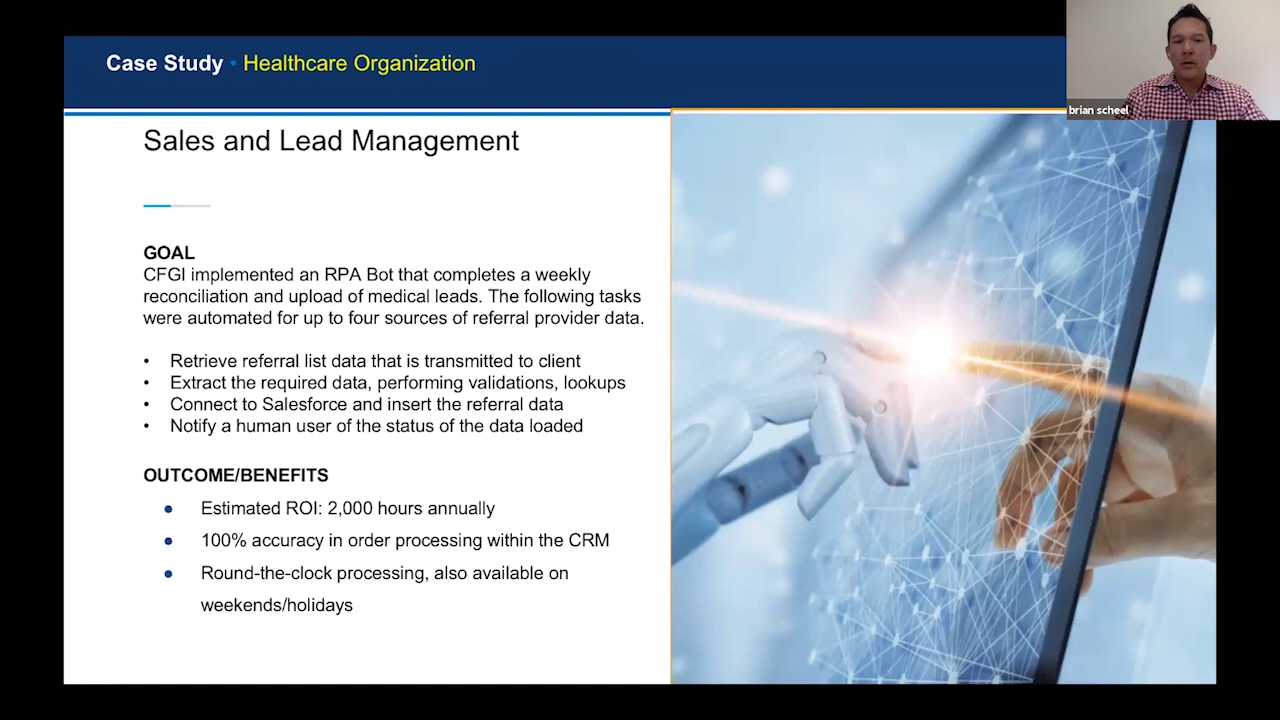 Case Study • Healthcare Organization
brian scheel
Sales and Lead Management
GOAL
CFGI implemented an RPA Bot that completes a weekly
reconciliation and upload of medical leads. The following tasks
were automated for up to four sources of referral provider data.
• Retrieve referral list data that is transmitted to client
• Extract the required data, performing validations, lookups
• Connect to Salesforce and insert the referral data
• Notify a human user of the status of the data loaded
OUTCOME/BENEFITS
• Estimated ROI: 2,000 hours annually
• 100% accuracy in order processing within the CRM
• Round-the-clock processing, also available on
weekends/holidays